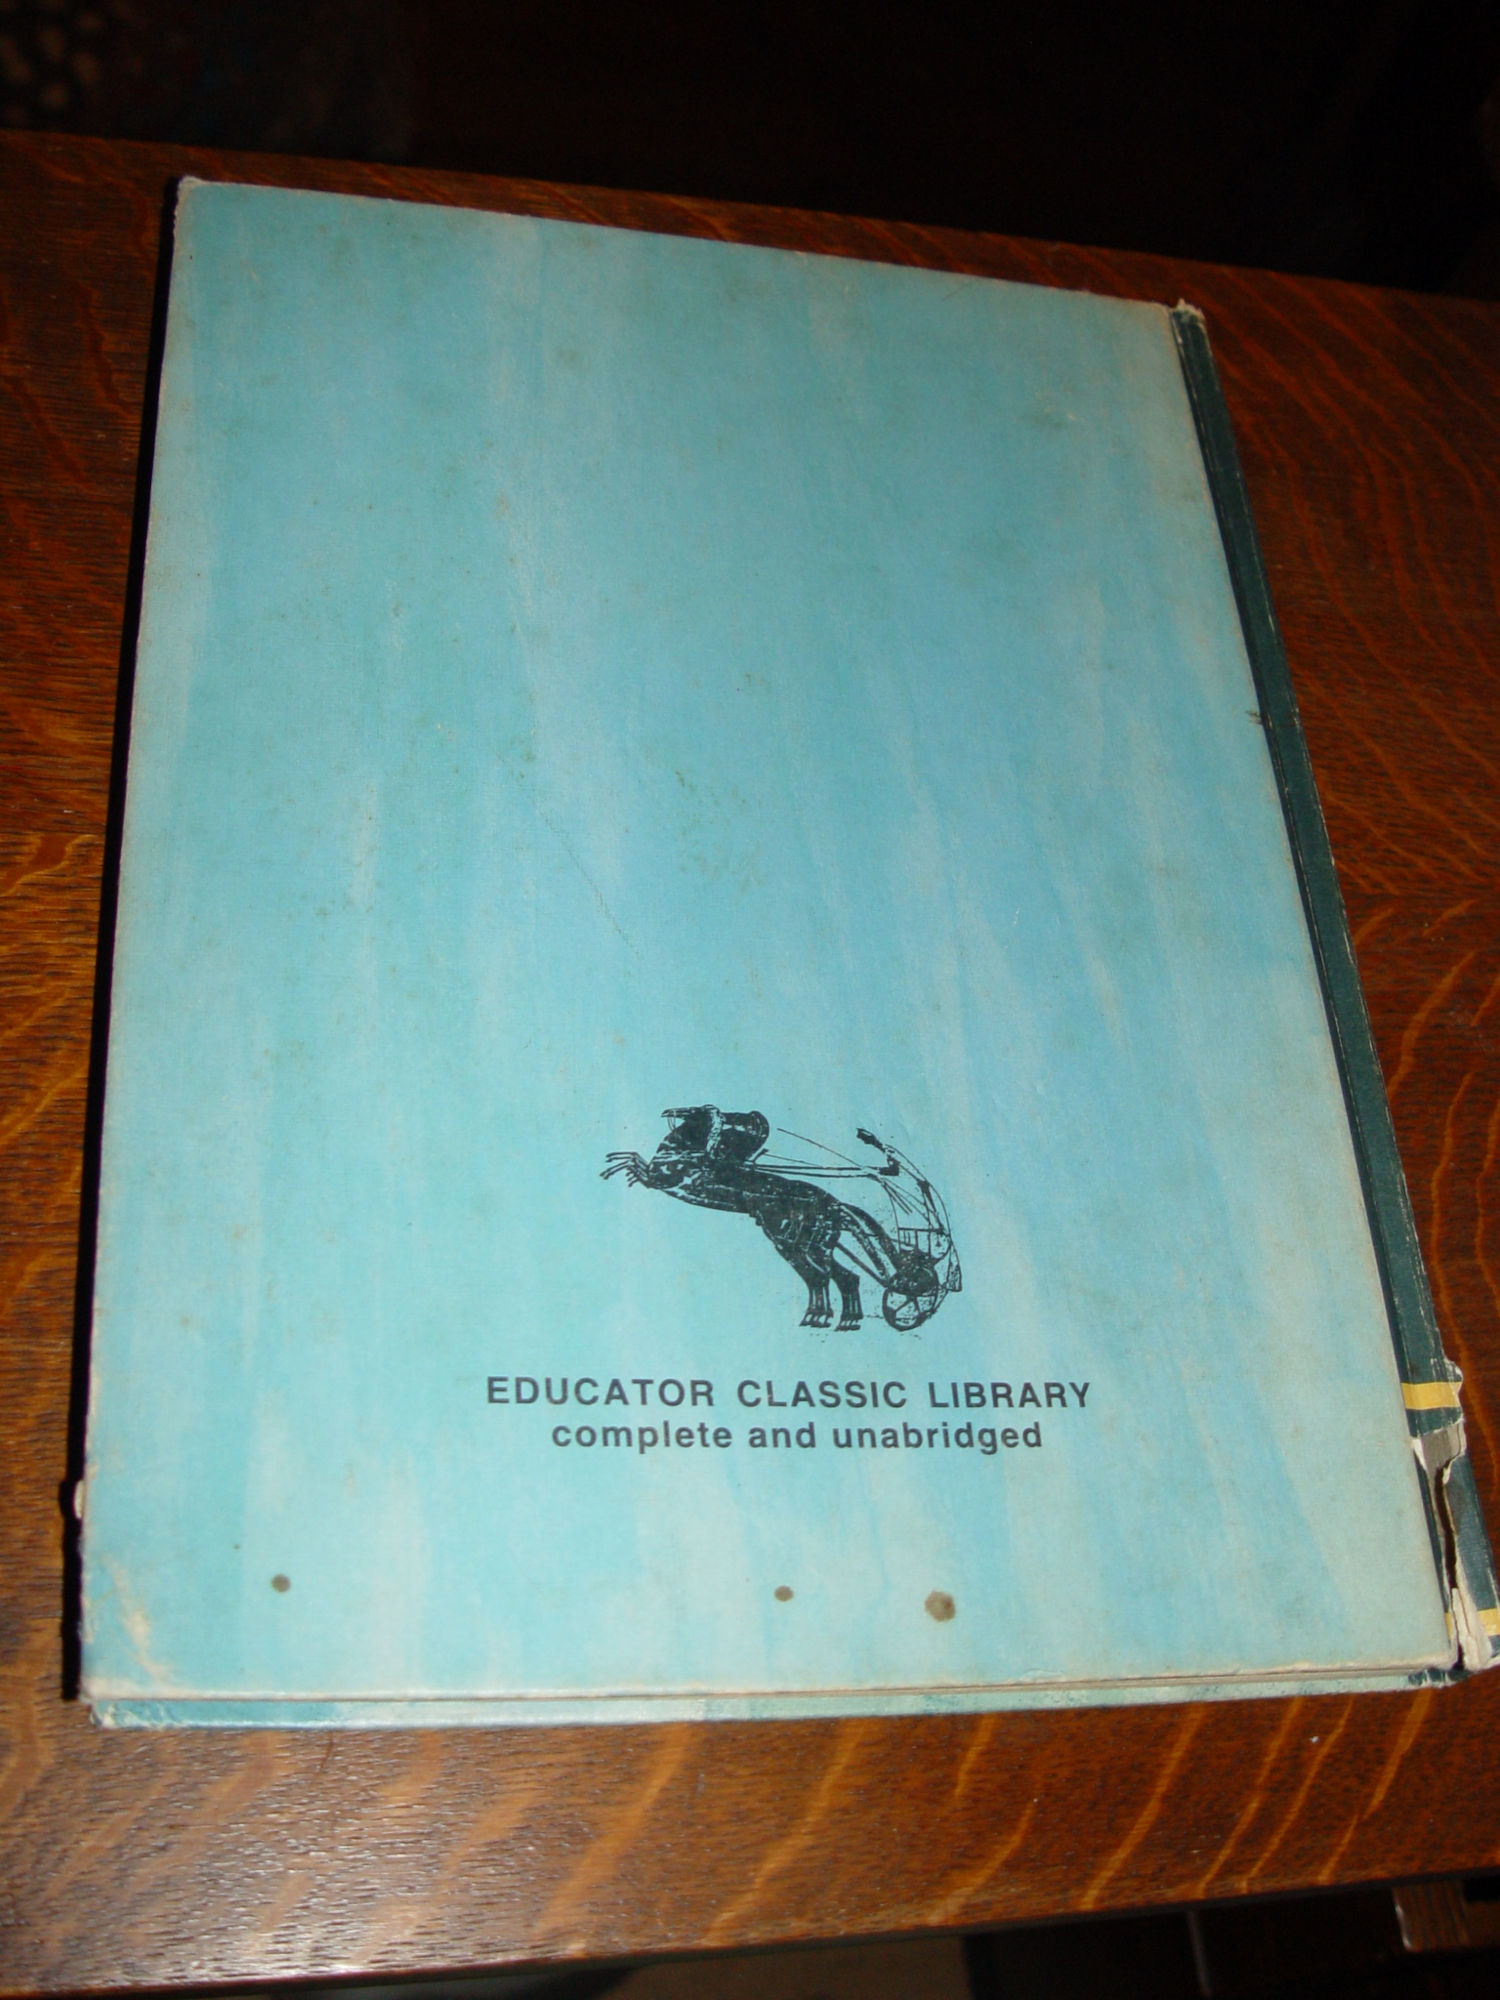 EDUCATOR CLASSIC LIBRARY
complete and unabridged